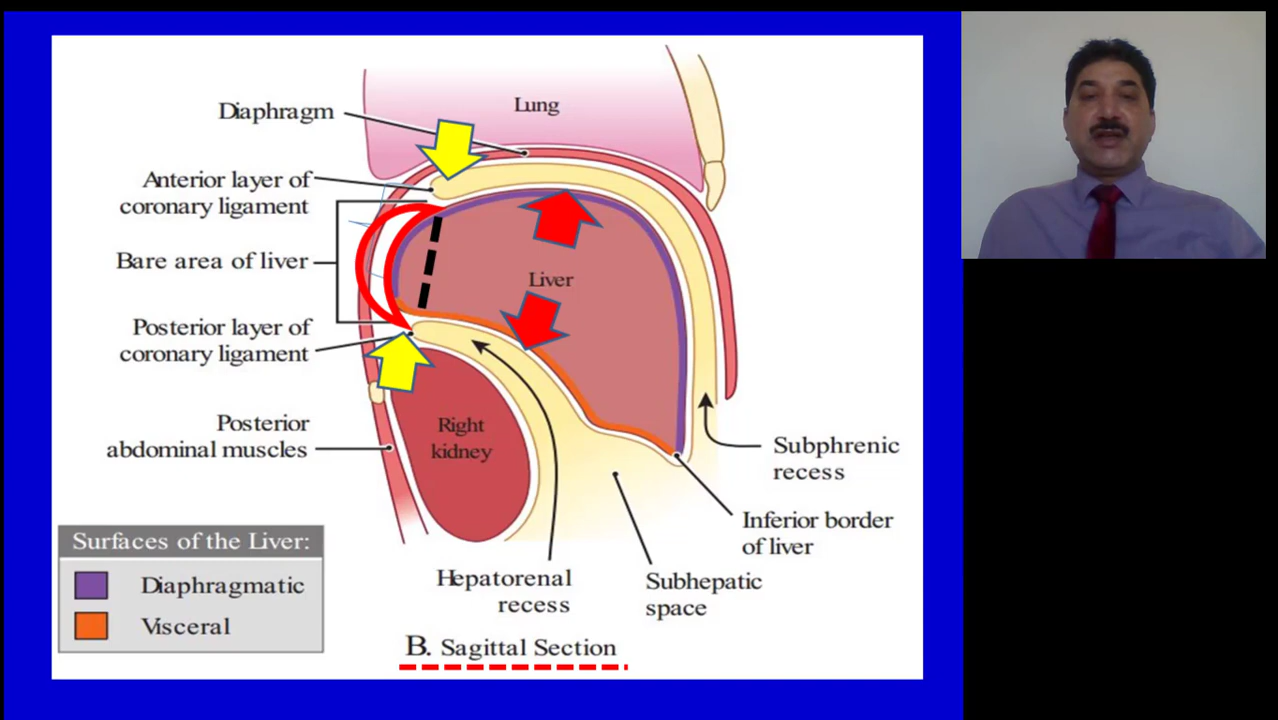 Lung
Diaphragm
Anterior layer of
coronary ligament
Bare area of liver
Liver
Posterior layer of
coronary ligament
Posterior
abdominal muscles
Right
kidney
Subphrenic
recess
Inferior border
of liver
Surfaces of the Liver:
Diaphragmatic
Visceral
Hepatorenal
recess
Subhepatic
space
B. Sagittal Section